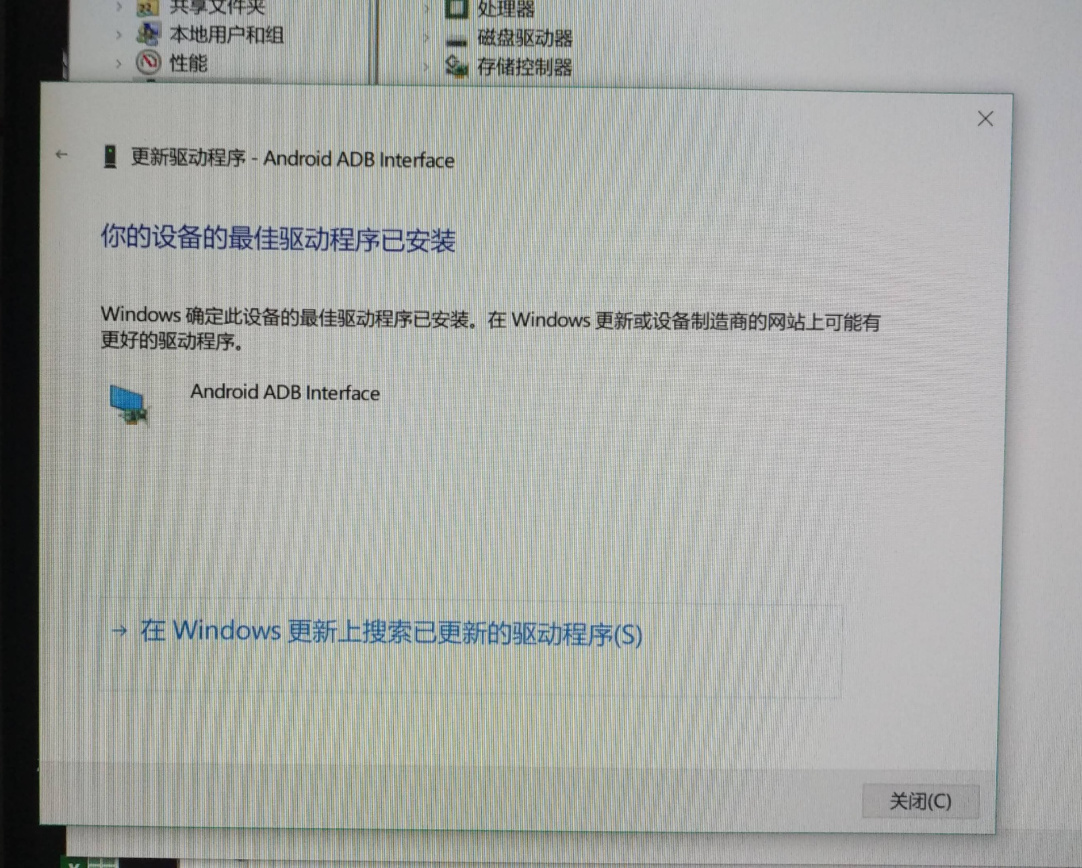 共享文件夹
本地用户和组
性能
处理器
磁盘驱动器
存储控制器
更新驱动程序 - Android ADB Interface
你的设备的最佳驱动程序已安装
Windows 确定此设备的最佳驱动程序已安装。在 Windows 更新或设备制造商的网站上可能有
更好的驱动程序。
Android ADB Interface
→ 在 Windows 更新上搜索已更新的驱动程序(S)
关闭(C)